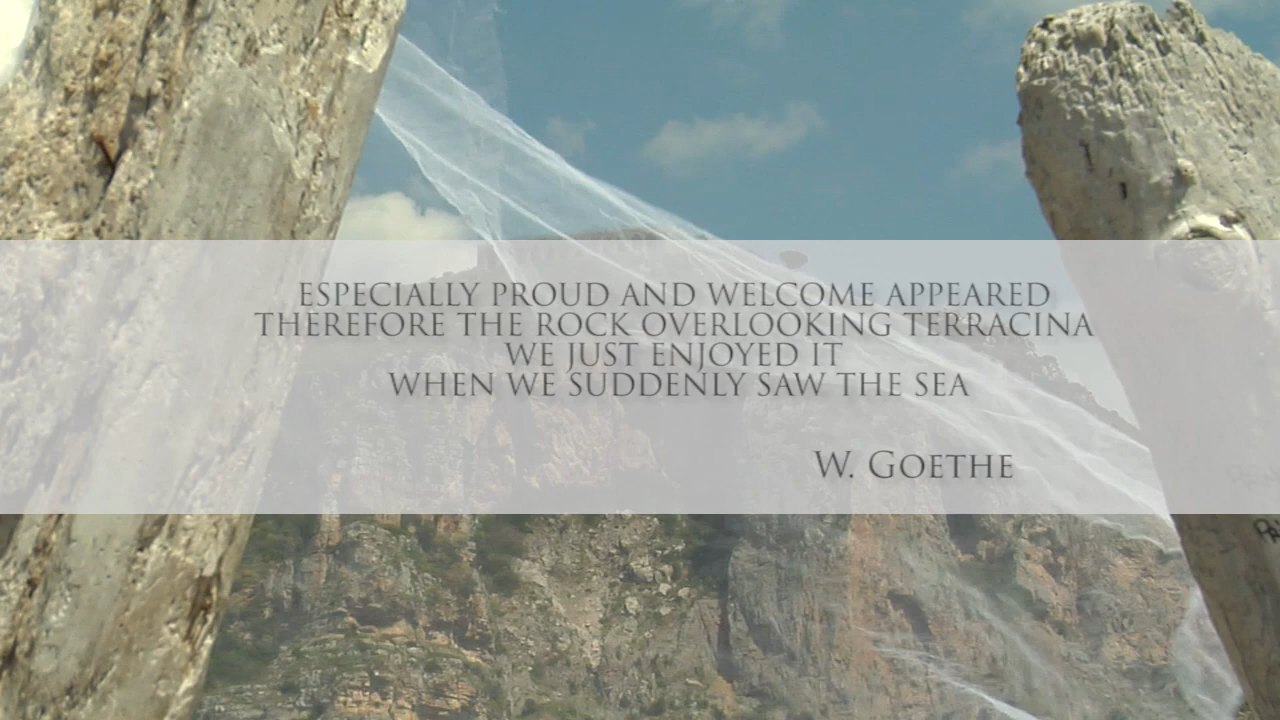 ESPECIALLY PROUD AND WELCOME APPEARED
THEREFORE THE ROCK OVERLOOKING TERRACINA
WE JUST ENJOYED IT
WHEN WE SUDDENLY SAW THE SEA
W. GOETHE